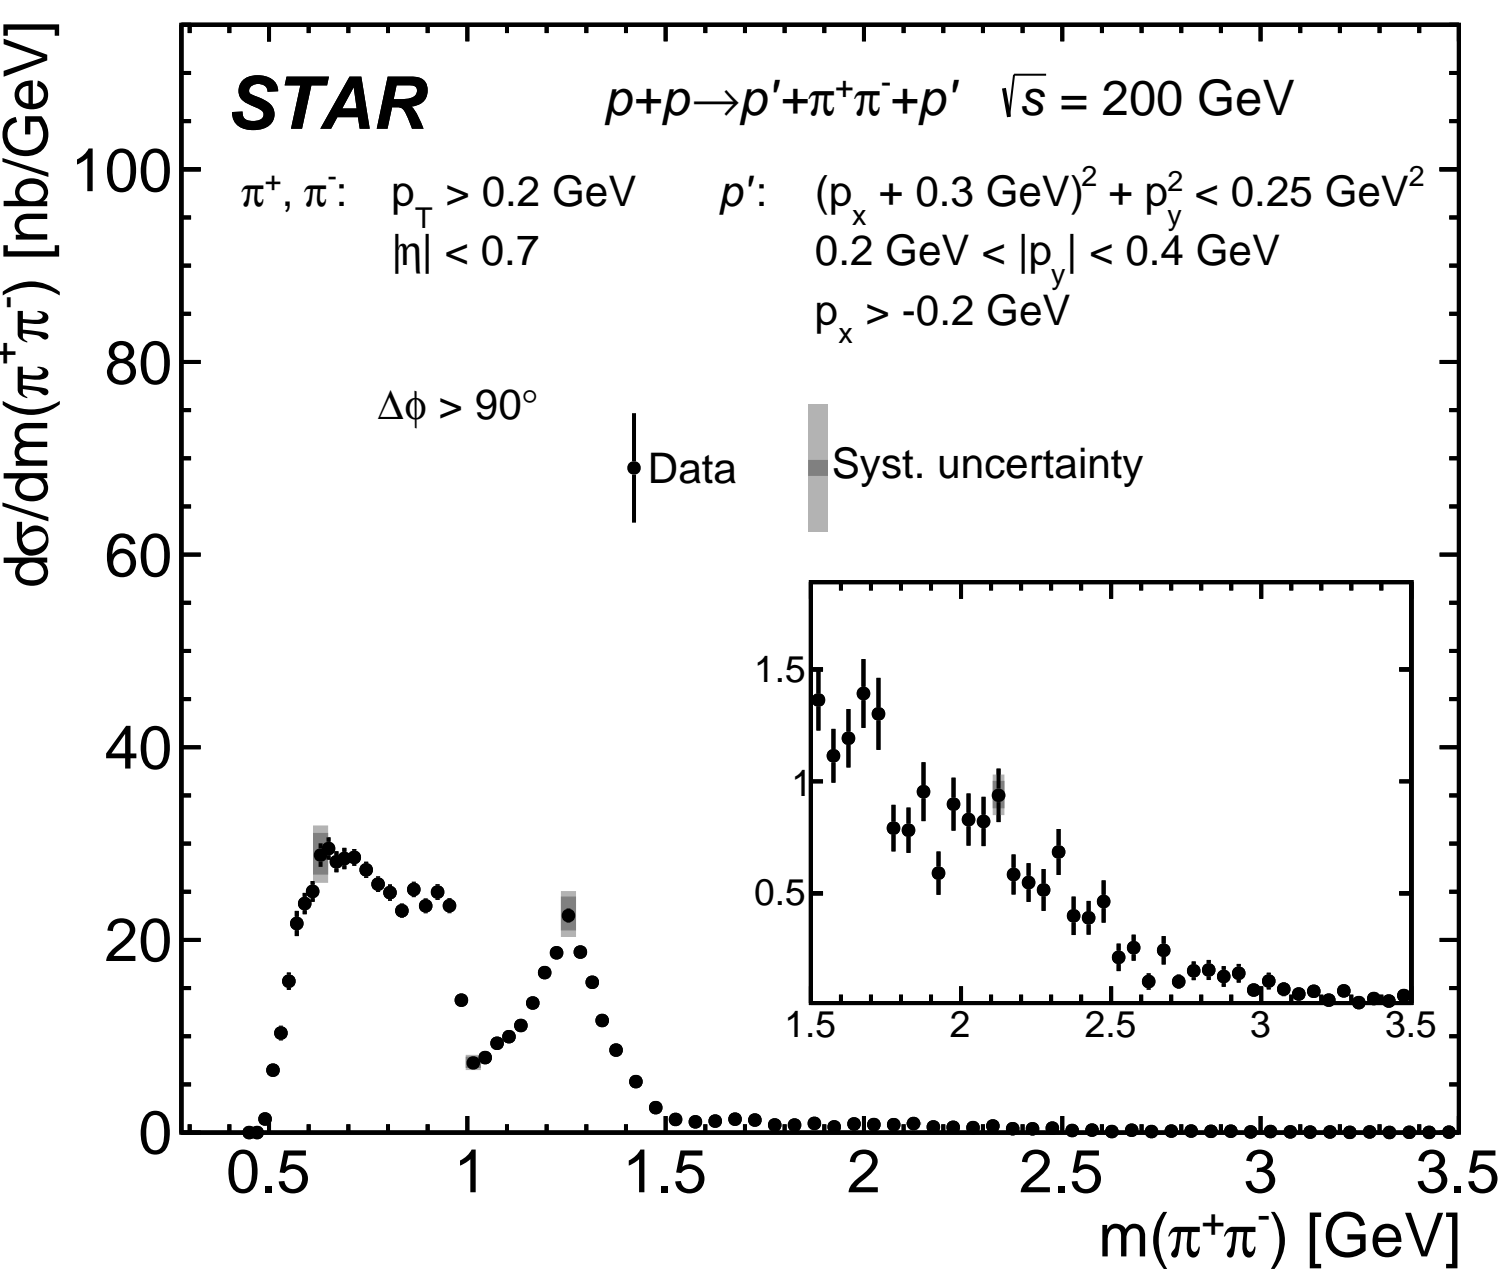 STAR p+p→p′+π⁺π⁻+p′ √s = 200 GeV
π⁺, π⁻: p_T > 0.2 GeV p′: (p_x + 0.3 GeV)² + p_y² < 0.25 GeV²
|η| < 0.7 0.2 GeV < |p_y| < 0.4 GeV
p_x > -0.2 GeV
Δϕ > 90°
Data Syst. uncertainty
dσ/dm(π⁺π⁻) [nb/GeV]
100
80
60
40
20
0
1.5
1
0.5
1.5 2 2.5 3 3.5
0.5 1 1.5 2 2.5 3 3.5
m(π⁺π⁻) [GeV]